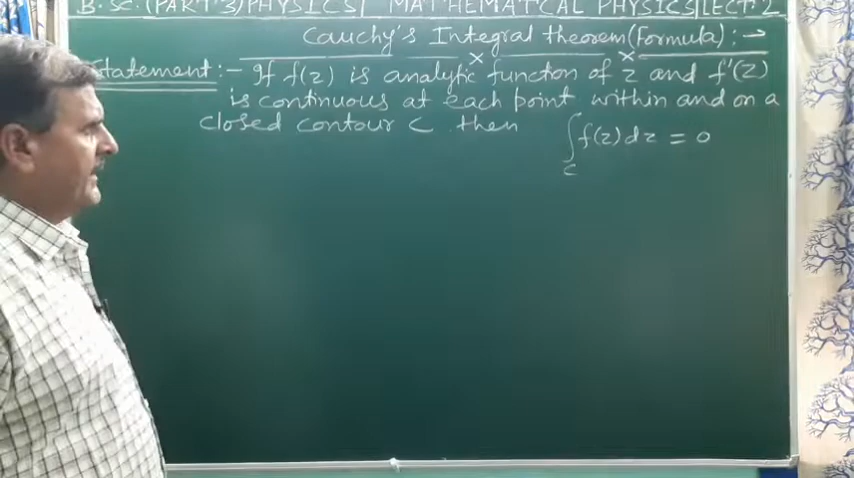 B.SC.(PART 3) PHYSICS| MATHEMATCAL PHYSICS|LECT-2
Cauchy's Integral theorem(Formula):→
Statement:- If f(z) is analytic function of z and f'(z)
is continuous at each point within and on a
closed contour C then ∫f(z)dz = 0
C